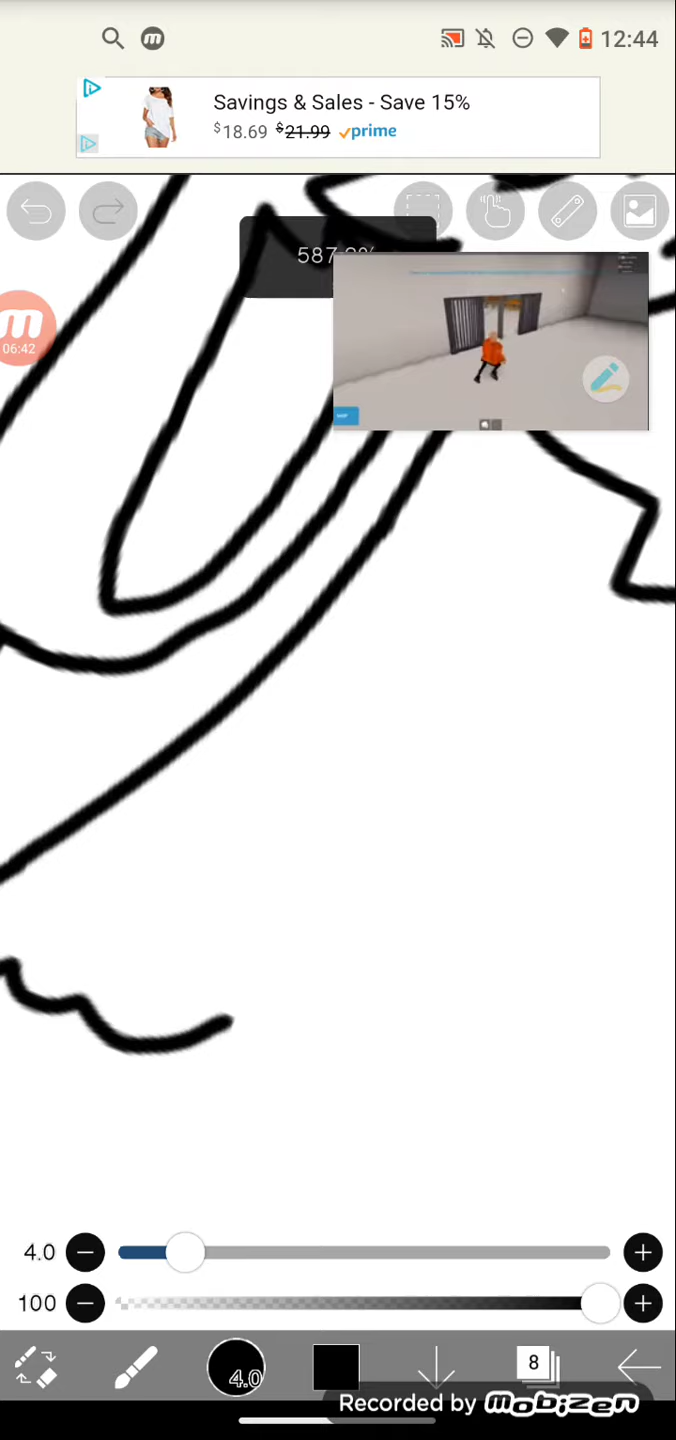 12:44
Savings & Sales - Save 15%
$18.69 $21.99 prime
06:42
4.0
100
4.0
8
Recorded by mobizen